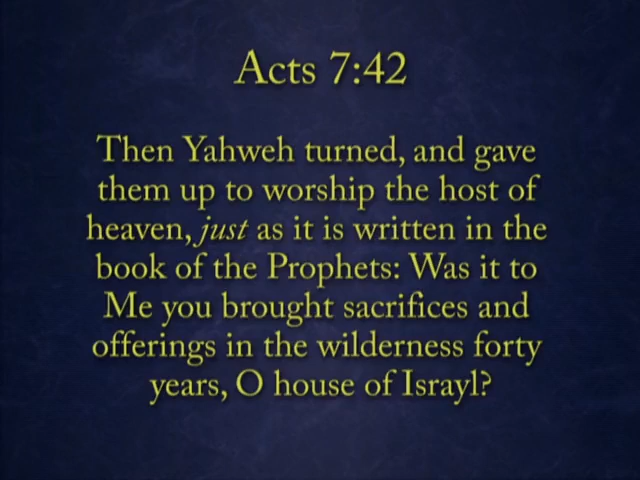 Acts 7:42
Then Yahweh turned, and gave
them up to worship the host of
heaven, just as it is written in the
book of the Prophets: Was it to
Me you brought sacrifices and
offerings in the wilderness forty
years, O house of Israyl?